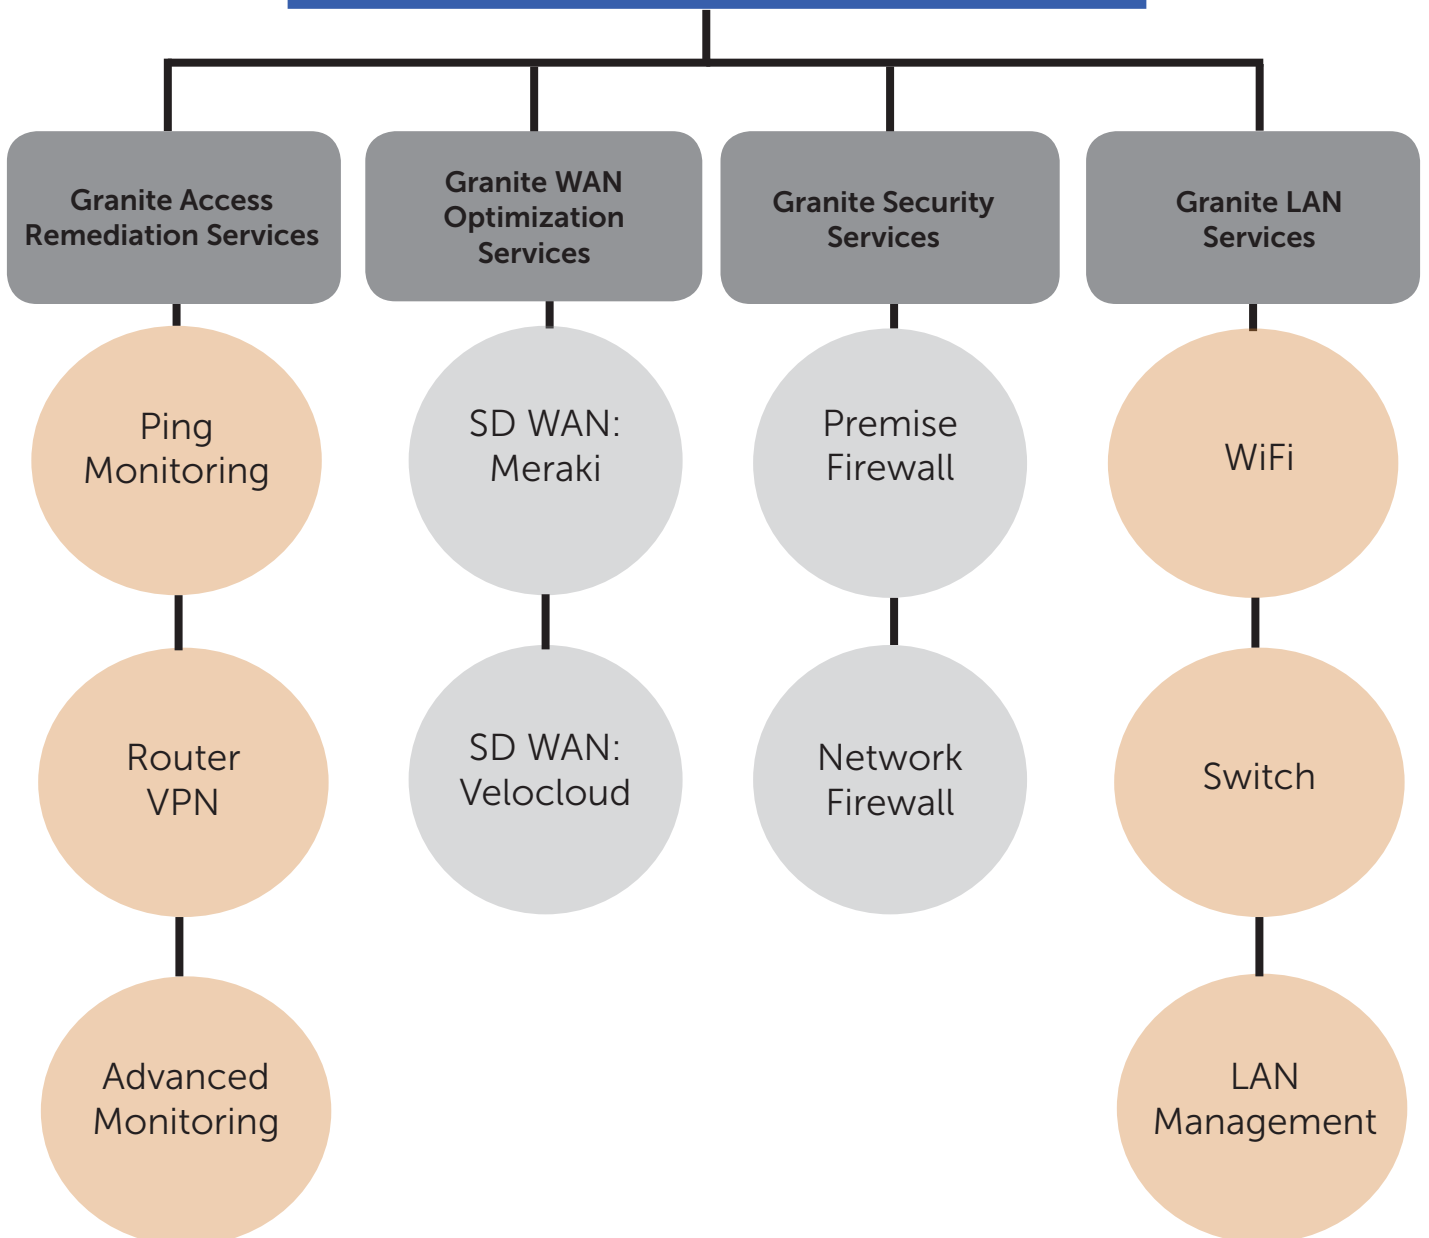 Granite Access
Remediation Services
Granite WAN
Optimization
Services
Granite Security
Services
Granite LAN
Services
Ping
Monitoring
SD WAN:
Meraki
Premise
Firewall
WiFi
Router
VPN
SD WAN:
Velocloud
Network
Firewall
Switch
Advanced
Monitoring
LAN
Management